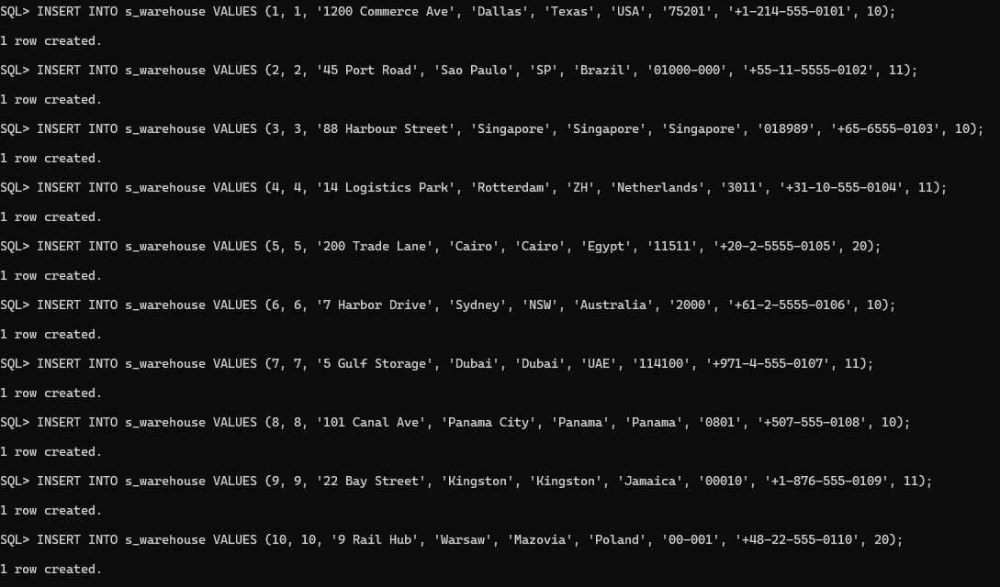 SQL> INSERT INTO s_warehouse VALUES (1, 1, '1200 Commerce Ave', 'Dallas', 'Texas', 'USA', '75201', '+1-214-555-0101', 10);
1 row created.
SQL> INSERT INTO s_warehouse VALUES (2, 2, '45 Port Road', 'Sao Paulo', 'SP', 'Brazil', '01000-000', '+55-11-5555-0102', 11);
1 row created.
SQL> INSERT INTO s_warehouse VALUES (3, 3, '88 Harbour Street', 'Singapore', 'Singapore', 'Singapore', '018989', '+65-6555-0103', 10);
1 row created.
SQL> INSERT INTO s_warehouse VALUES (4, 4, '14 Logistics Park', 'Rotterdam', 'ZH', 'Netherlands', '3011', '+31-10-555-0104', 11);
1 row created.
SQL> INSERT INTO s_warehouse VALUES (5, 5, '200 Trade Lane', 'Cairo', 'Cairo', 'Egypt', '11511', '+20-2-5555-0105', 20);
1 row created.
SQL> INSERT INTO s_warehouse VALUES (6, 6, '7 Harbor Drive', 'Sydney', 'NSW', 'Australia', '2000', '+61-2-5555-0106', 10);
1 row created.
SQL> INSERT INTO s_warehouse VALUES (7, 7, '5 Gulf Storage', 'Dubai', 'Dubai', 'UAE', '114100', '+971-4-555-0107', 11);
1 row created.
SQL> INSERT INTO s_warehouse VALUES (8, 8, '101 Canal Ave', 'Panama City', 'Panama', 'Panama', '0801', '+507-555-0108', 10);
1 row created.
SQL> INSERT INTO s_warehouse VALUES (9, 9, '22 Bay Street', 'Kingston', 'Kingston', 'Jamaica', '00010', '+1-876-555-0109', 11);
1 row created.
SQL> INSERT INTO s_warehouse VALUES (10, 10, '9 Rail Hub', 'Warsaw', 'Mazovia', 'Poland', '00-001', '+48-22-555-0110', 20);
1 row created.